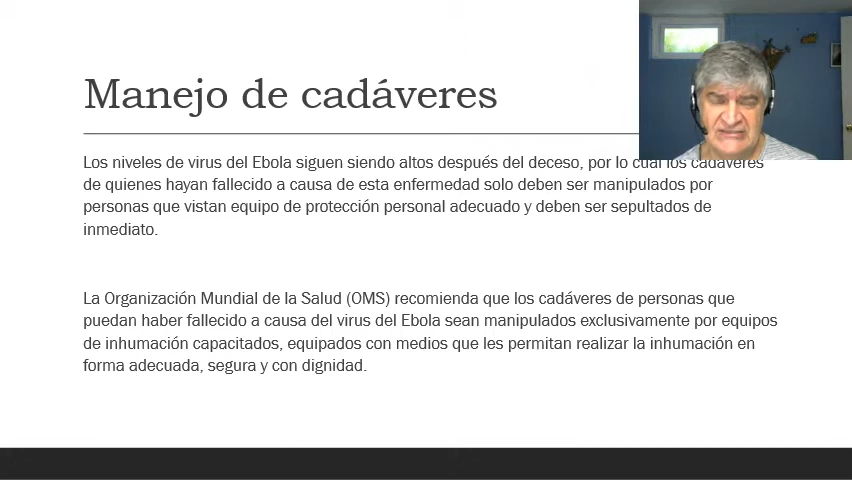 Manejo de cadáveres
Los niveles de virus del Ebola siguen siendo altos después del deceso, por lo cual los cadáveres
de quienes hayan fallecido a causa de esta enfermedad solo deben ser manipulados por
personas que vistan equipo de protección personal adecuado y deben ser sepultados de
inmediato.
La Organización Mundial de la Salud (OMS) recomienda que los cadáveres de personas que
puedan haber fallecido a causa del virus del Ebola sean manipulados exclusivamente por equipos
de inhumación capacitados, equipados con medios que les permitan realizar la inhumación en
forma adecuada, segura y con dignidad.